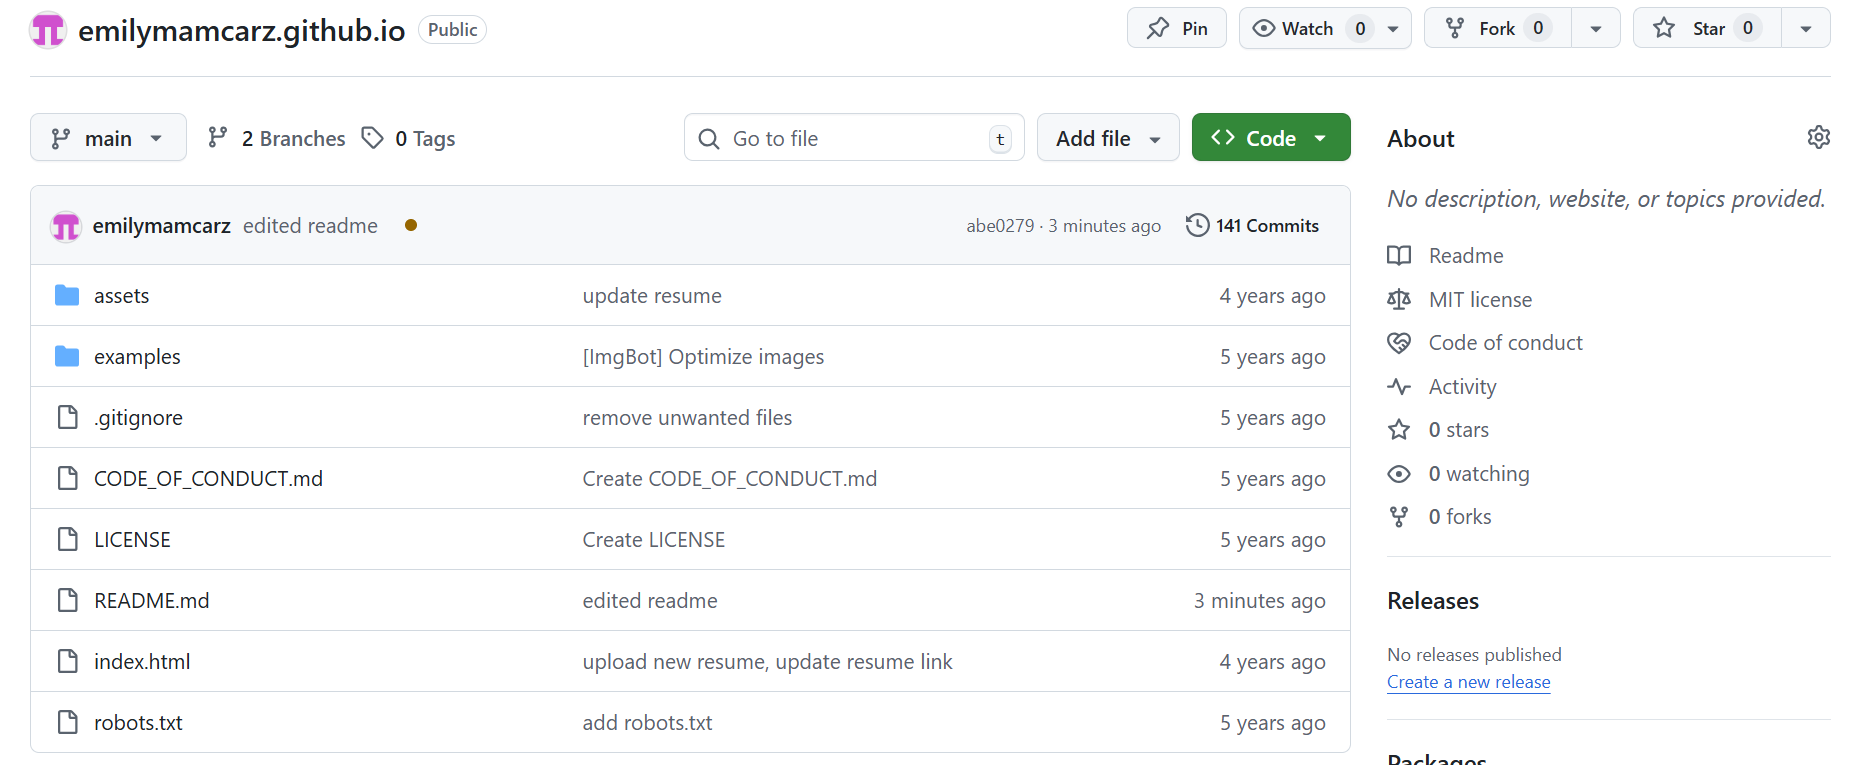 emilymamcarz.github.io Public Pin Watch 0 Fork 0 Star 0
main 2 Branches 0 Tags Go to file t Add file Code
emilymamcarz edited readme abe0279 · 3 minutes ago 141 Commits
assets update resume 4 years ago
examples [ImgBot] Optimize images 5 years ago
.gitignore remove unwanted files 5 years ago
CODE_OF_CONDUCT.md Create CODE_OF_CONDUCT.md 5 years ago
LICENSE Create LICENSE 5 years ago
README.md edited readme 3 minutes ago
index.html upload new resume, update resume link 4 years ago
robots.txt add robots.txt 5 years ago
About
No description, website, or topics provided.
Readme
MIT license
Code of conduct
Activity
0 stars
0 watching
0 forks
Releases
No releases published
Create a new release
Packages